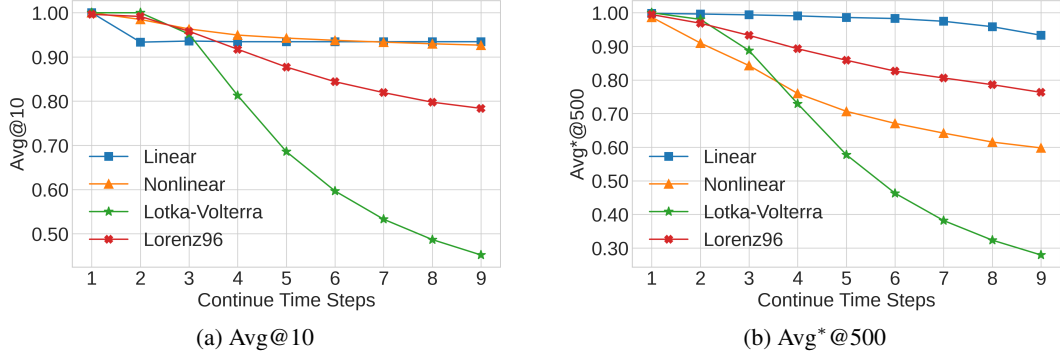 1.00
0.90
0.80
0.70
0.60
0.50
Avg@10
Linear
Nonlinear
Lotka-Volterra
Lorenz96
1 2 3 4 5 6 7 8 9
Continue Time Steps
(a) Avg@10
1.00
0.90
0.80
0.70
0.60
0.50
0.40
0.30
Avg*@500
Linear
Nonlinear
Lotka-Volterra
Lorenz96
1 2 3 4 5 6 7 8 9
Continue Time Steps
(b) Avg*@500